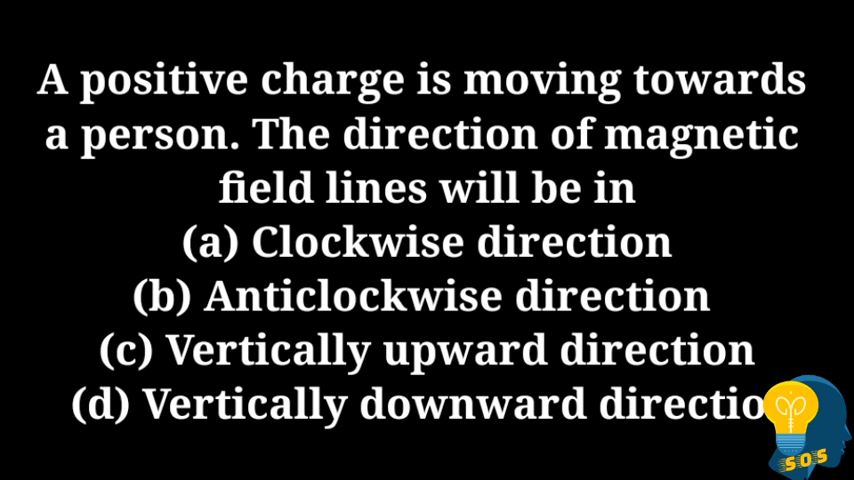 A positive charge is moving towards
a person. The direction of magnetic
field lines will be in
(a) Clockwise direction
(b) Anticlockwise direction
(c) Vertically upward direction
(d) Vertically downward directio
SOS